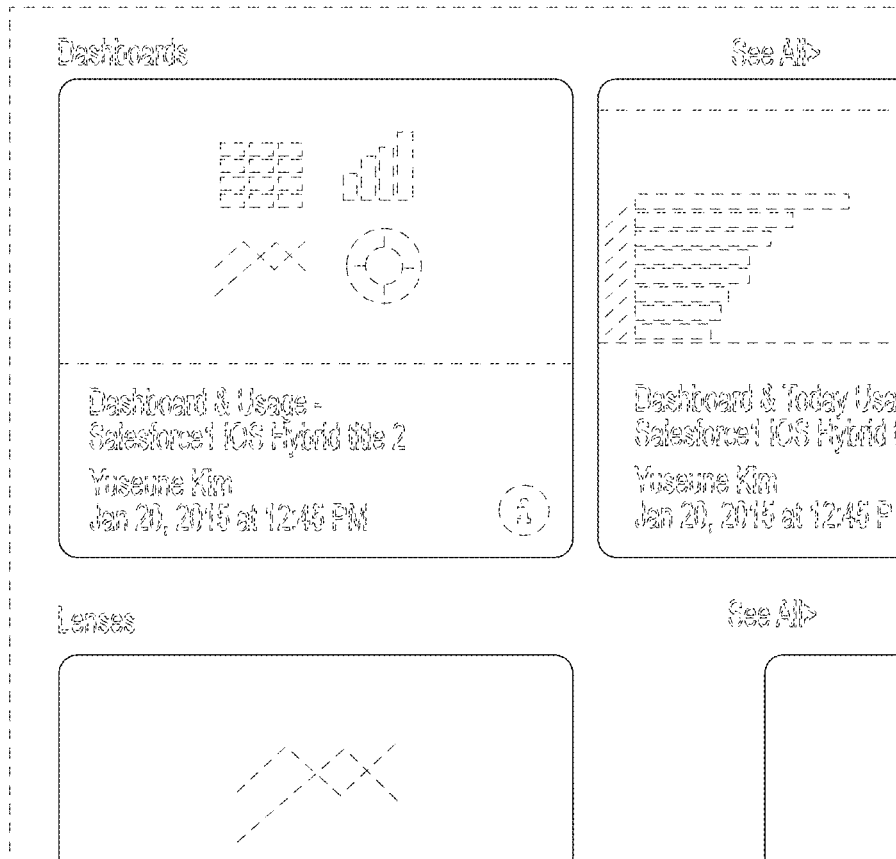 Dashboards
See All>
Dashboard & Usage -
Salesforce1 iOS Hybrid title 2
Yuseune Kim
Jan 20, 2015 at 12:45 PM
Dashboard & Today Usa
Salesforce1 iOS Hybrid
Yuseune Kim
Jan 20, 2015 at 12:45 P
Lenses
See All>